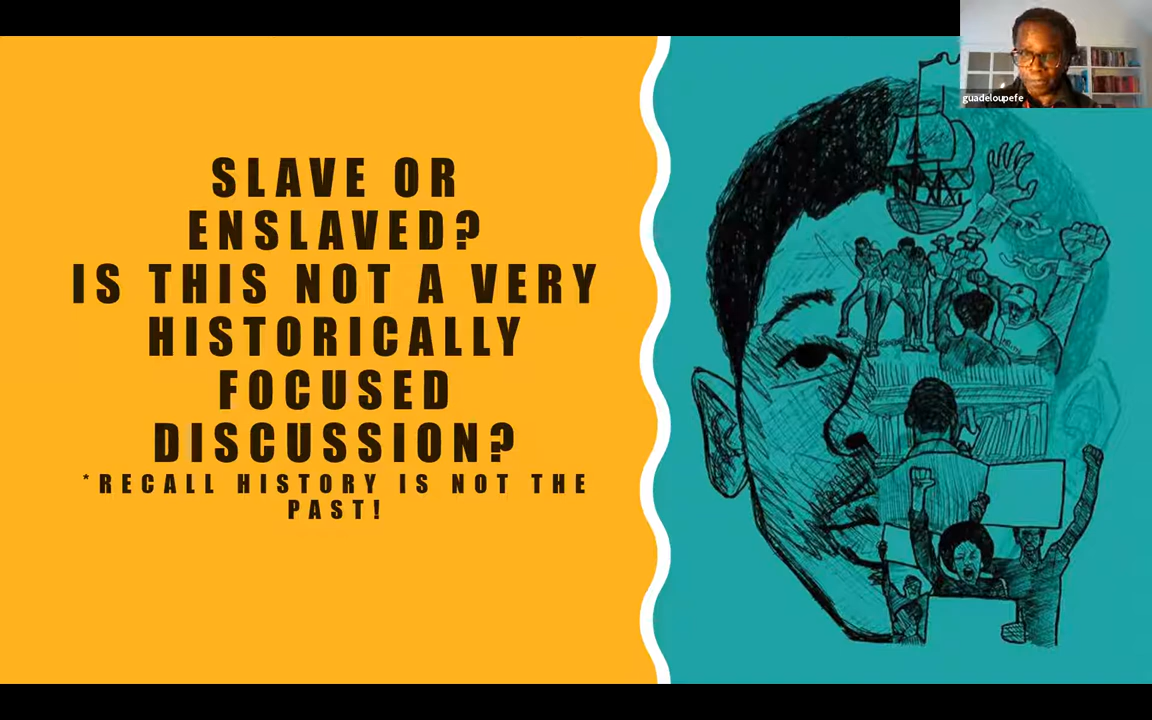 SLAVE OR
ENSLAVED?
IS THIS NOT A VERY
HISTORICALLY
FOCUSED
DISCUSSION?
*RECALL HISTORY IS NOT THE
PAST!
guadeloupefe